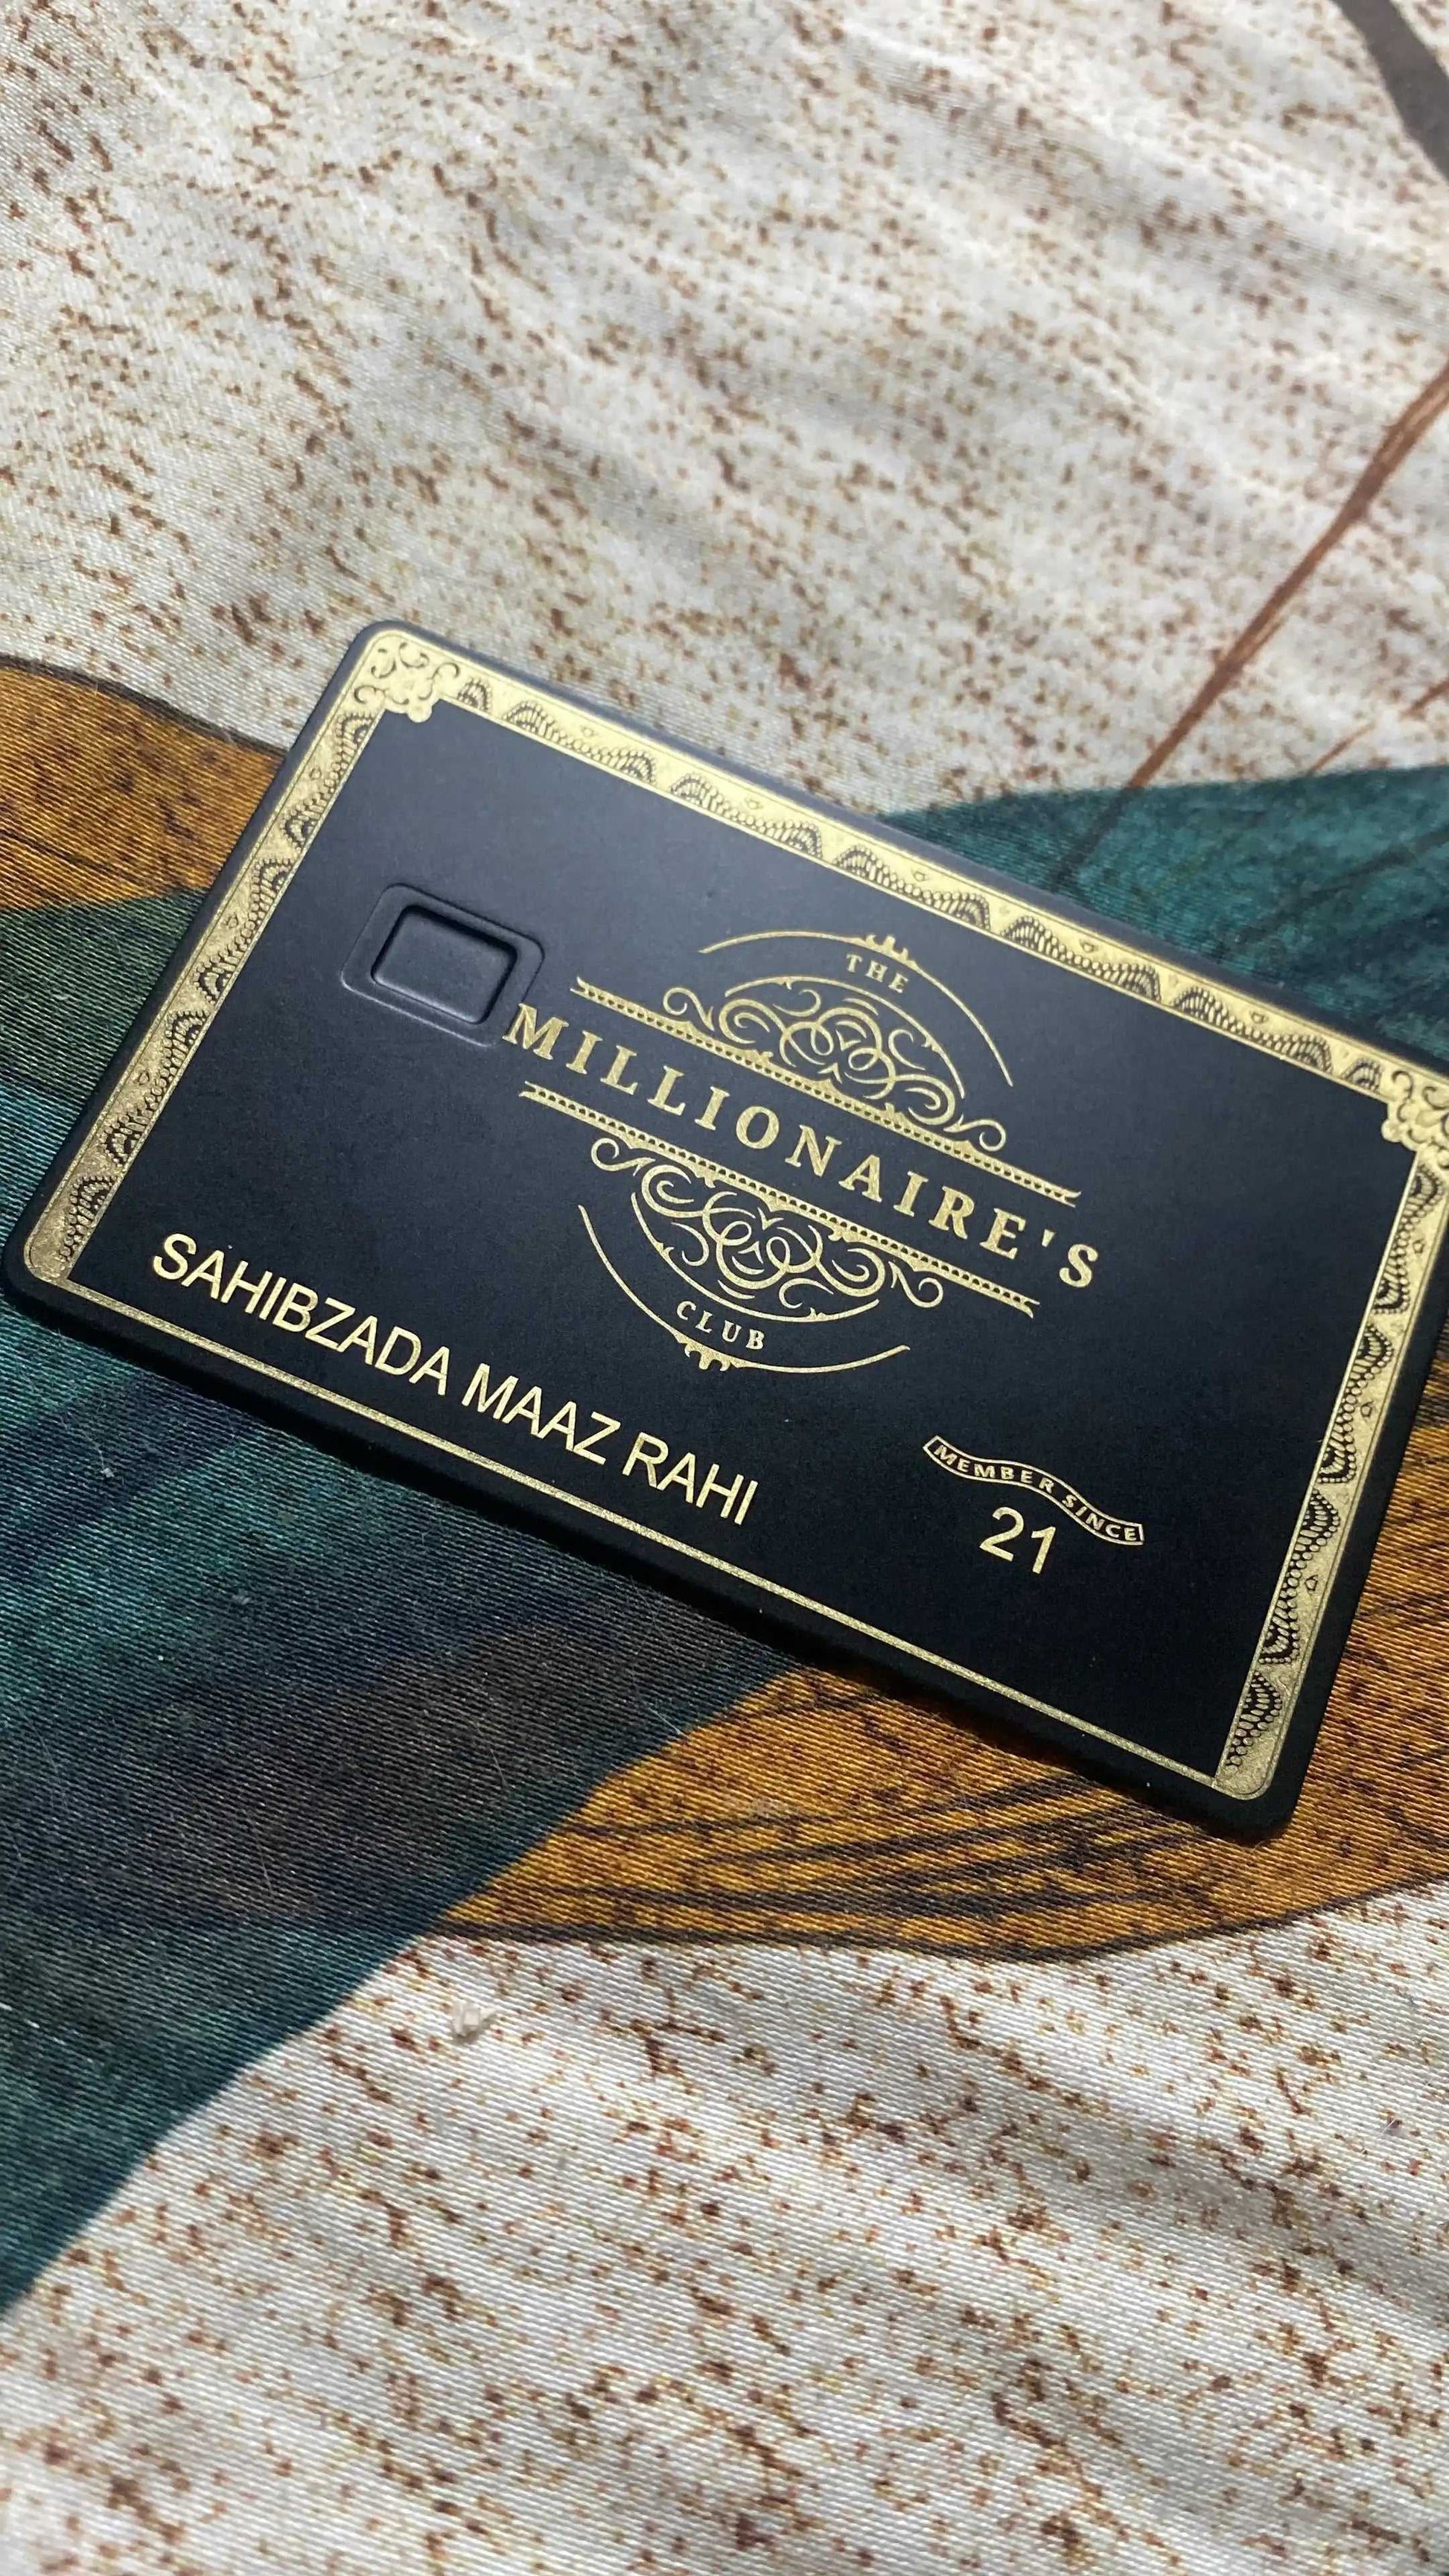 THE
MILLIONAIRE'S
CLUB
SAHIBZADA MAAZ RAHI
MEMBER SINCE
21